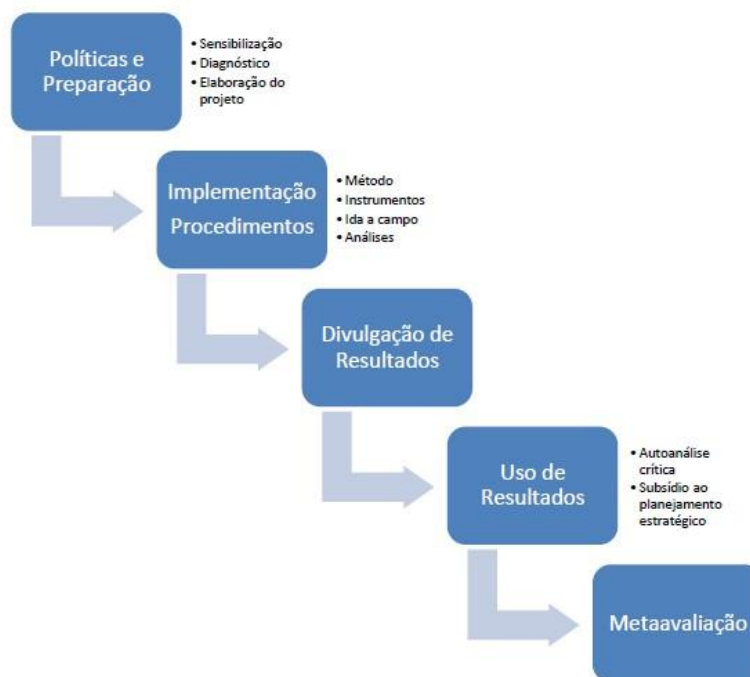 Políticas e
Preparação
• Sensibilização
• Diagnóstico
• Elaboração do
projeto
Implementação
Procedimentos
• Método
• Instrumentos
• Ida a campo
• Análises
Divulgação de
Resultados
Uso de
Resultados
• Autoanálise
crítica
• Subsídio ao
planejamento
estratégico
Metaavaliação